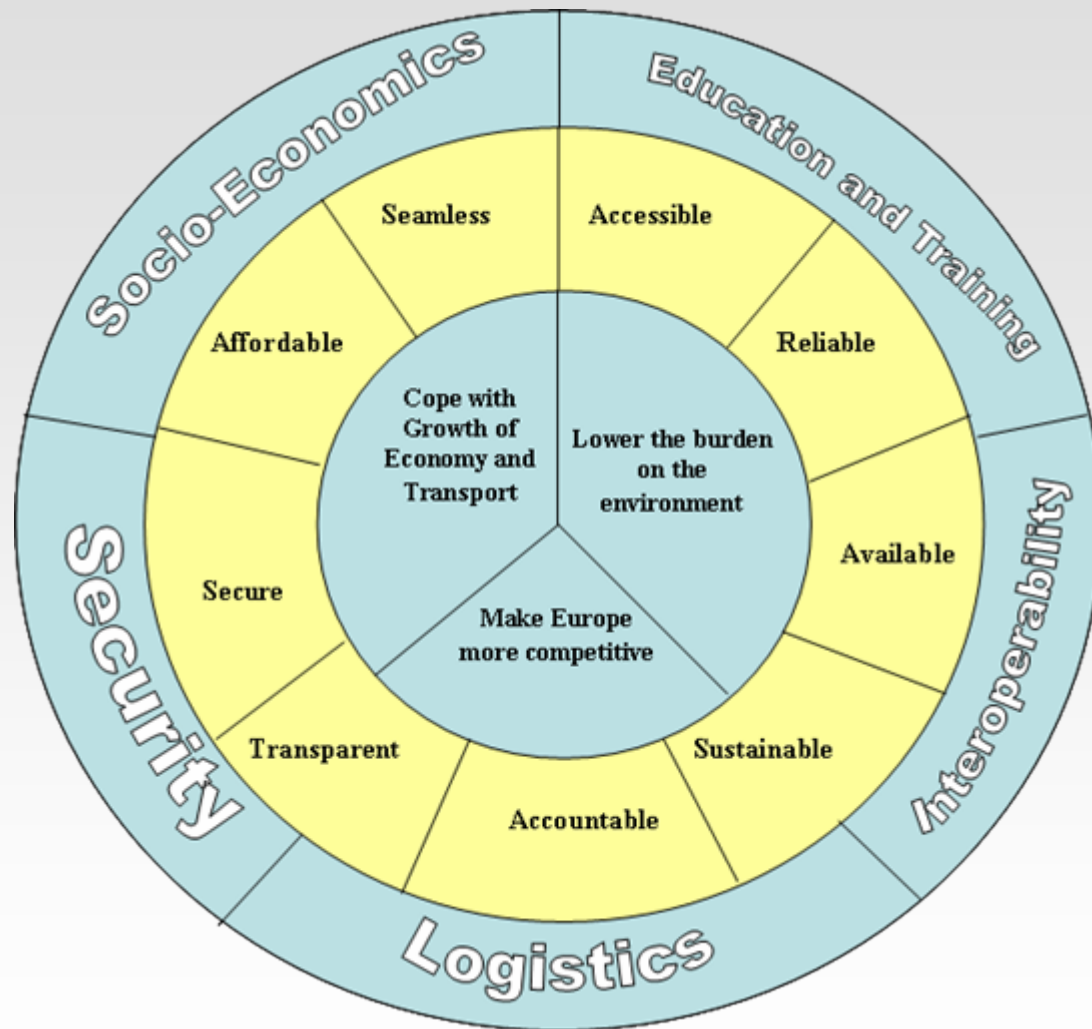 Socio-Economics
Education and Training
Interoperability
Logistics
Security
Seamless
Accessible
Reliable
Available
Sustainable
Accountable
Transparent
Secure
Affordable
Cope with
Growth of
Economy and
Transport
Lower the burden
on the
environment
Make Europe
more competitive